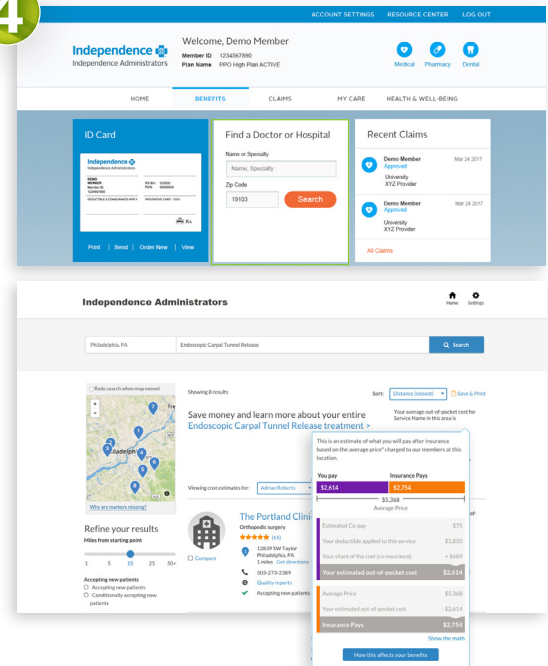 4
ACCOUNT SETTINGS RESOURCE CENTER LOG OUT
Independence
Independence Administrators
Welcome, Demo Member
Member ID 1234567890
Plan Name PPO High Plan ACTIVE
Medical Pharmacy Dental
HOME BENEFITS CLAIMS MY CARE HEALTH & WELL-BEING
ID Card
Independence
Independence Administrators
DEMO
MEMBER
Member ID
1234567890
DEDUCTIBLE & COINSURANCE APPLY
Rx
Print | Send | Order New | View
Find a Doctor or Hospital
Name or Specialty
Name, Specialty
Zip Code
19103 Search
Recent Claims
Demo Member Mar 24 2017
Approved
University
XYZ Provider
Demo Member Mar 24 2017
Approved
University
XYZ Provider
All Claims
Independence Administrators
Home Settings
Philadelphia, PA Endoscopic Carpal Tunnel Release Search
Redo search when map moved
Why are markers missing?
Refine your results
Miles from starting point
1 5 15 25 50+
Accepting new patients
Accepting new patients
Conditionally accepting new
patients
Showing 8 results
Sort: Distance (closest) Save & Print
Save money and learn more about your entire
Endoscopic Carpal Tunnel Release treatment >
Your average out-of-pocket cost for
Service Name in this area is
Viewing cost estimates for: Adrian Roberts
The Portland Clini
Orthopedic surgery
(44)
12839 SW Taylor
Philadelphia, PA
1 miles Get directions
503-273-2389
Quality reports
Accepting new patients
Compare
This is an estimate of what you will pay after insurance
based on the average price* charged to our members at this
location.
You pay Insurance Pays
$2,614 $2,754
$5,368
Average Price
Estimated Co-pay $75
Your deductible applied to this service $1,850
Your share of the cost (co-insurance) + $689
Your estimated out-of-pocket cost $2,614
Average Price $5,368
Your estimated out-of-pocket cost - $2,614
Insurance Pays $2,754
Show the math
How this affects your benefits